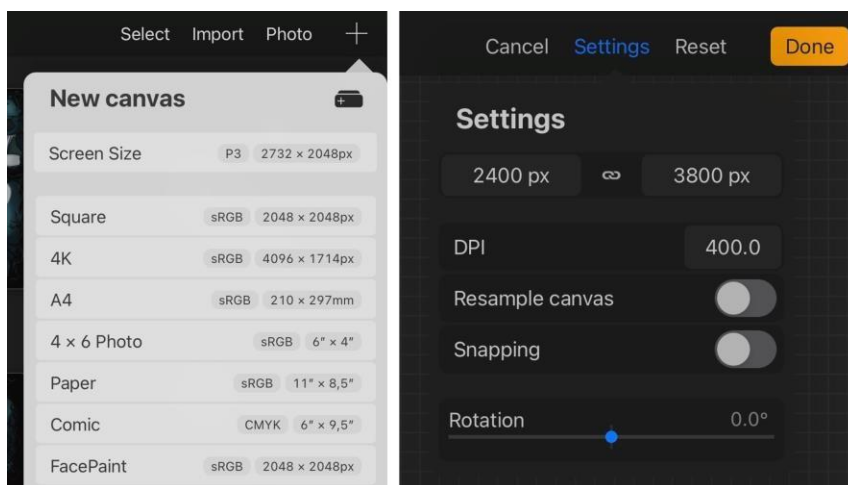 Select Import Photo +
New canvas
Screen Size P3 2732 × 2048px
Square sRGB 2048 × 2048px
4K sRGB 4096 × 1714px
A4 sRGB 210 × 297mm
4 × 6 Photo sRGB 6″ × 4″
Paper sRGB 11″ × 8,5″
Comic CMYK 6″ × 9,5″
FacePaint sRGB 2048 × 2048px
Cancel Settings Reset Done
Settings
2400 px 3800 px
DPI 400.0
Resample canvas
Snapping
Rotation 0.0°